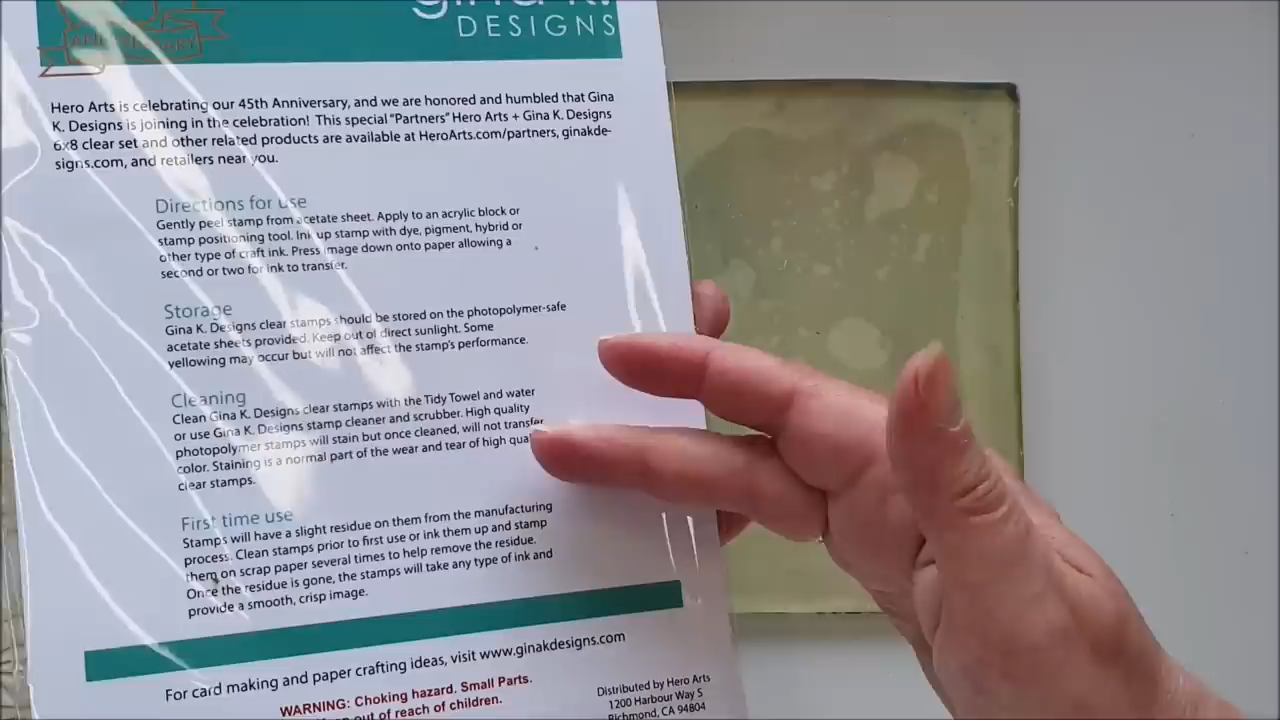 DESIGNS
Hero Arts is celebrating our 45th Anniversary, and we are honored and humbled that Gina
K. Designs is joining in the celebration! This special "Partners" Hero Arts + Gina K. Designs
6x8 clear set and other related products are available at HeroArts.com/partners, ginakde-
signs.com, and retailers near you.
Directions for use
Gently peel stamp from acetate sheet. Apply to an acrylic block or
stamp positioning tool. Ink up stamp with dye, pigment, hybrid or
other type of craft ink. Press image down onto paper allowing a
second or two for ink to transfer.
Storage
Gina K. Designs clear stamps should be stored on the photopolymer-safe
acetate sheets provided. Keep out of direct sunlight. Some
yellowing may occur but will not affect the stamp's performance.
Cleaning
Clean Gina K. Designs clear stamps with the Tidy Towel and water
or use Gina K. Designs stamp cleaner and scrubber. High quality
photopolymer stamps will stain but once cleaned, will not transfer
color. Staining is a normal part of the wear and tear of high
clear stamps.
First time use
Stamps will have a slight residue on them from the manufacturing
process. Clean stamps prior to first use or ink them up and stamp
them on scrap paper several times to help remove the residue.
Once the residue is gone, the stamps will take any type of ink and
provide a smooth, crisp image.
For card making and paper crafting ideas, visit www.ginakdesigns.com
WARNING: Choking hazard. Small Parts.
out of reach of children.
Distributed by Hero Arts
1200 Harbour Way S
Richmond, CA 94804